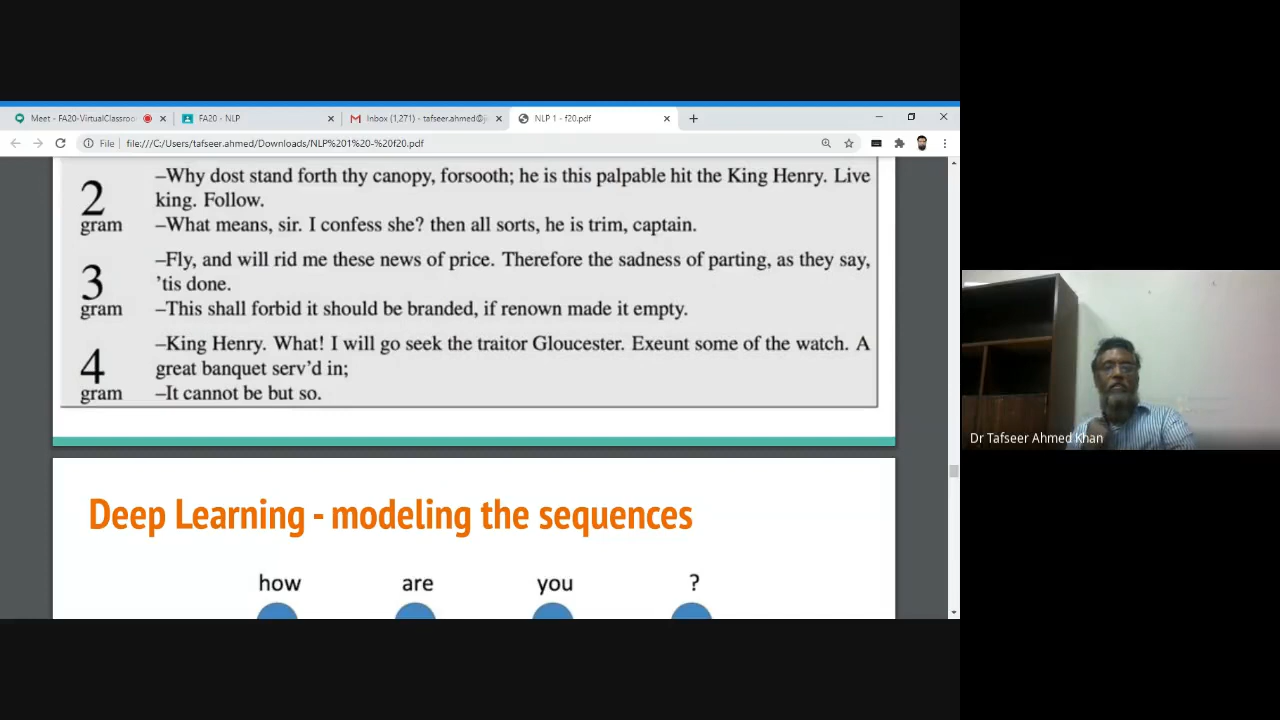 Meet - FA20-VirtualClassroo
FA20 - NLP
Inbox (1,271) - tafseer.ahmed@ji
NLP 1 - f20.pdf
File | file:///C:/Users/tafseer.ahmed/Downloads/NLP%201%20-%20f20.pdf
2
gram
–Why dost stand forth thy canopy, forsooth; he is this palpable hit the King Henry. Live
king. Follow.
–What means, sir. I confess she? then all sorts, he is trim, captain.
3
gram
–Fly, and will rid me these news of price. Therefore the sadness of parting, as they say,
’tis done.
–This shall forbid it should be branded, if renown made it empty.
4
gram
–King Henry. What! I will go seek the traitor Gloucester. Exeunt some of the watch. A
great banquet serv’d in;
–It cannot be but so.
Deep Learning - modeling the sequences
how are you ?
Dr Tafseer Ahmed Khan